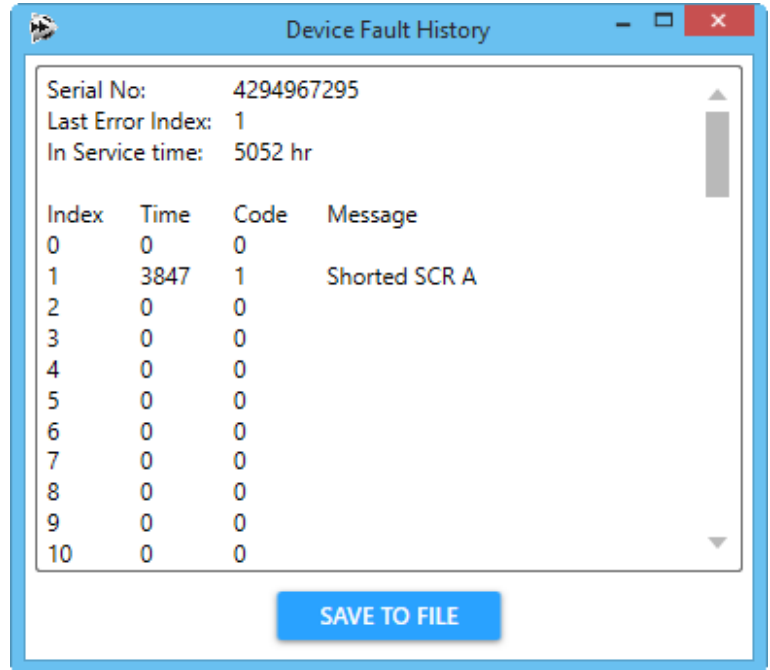 Device Fault History
Serial No: 4294967295
Last Error Index: 1
In Service time: 5052 hr
Index Time Code Message
0 0 0
1 3847 1 Shorted SCR A
2 0 0
3 0 0
4 0 0
5 0 0
6 0 0
7 0 0
8 0 0
9 0 0
10 0 0
SAVE TO FILE